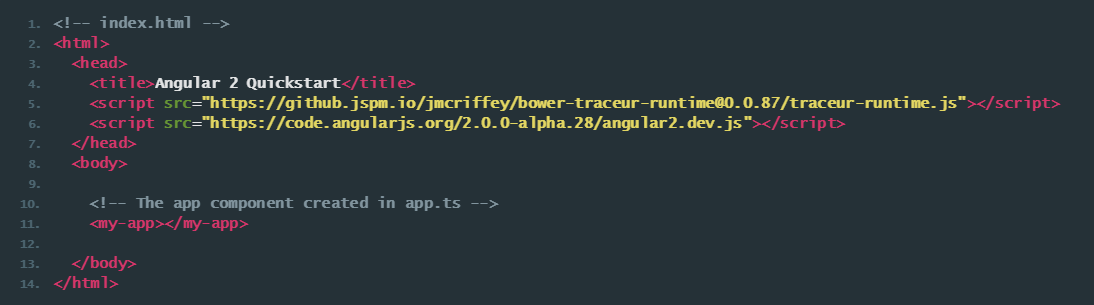 1. <!-- index.html -->
2. <html>
3.   <head>
4.     <title>Angular 2 Quickstart</title>
5.     <script src="https://github.jspm.io/jmcriffey/bower-traceur-runtime@0.0.87/traceur-runtime.js"></script>
6.     <script src="https://code.angularjs.org/2.0.0-alpha.28/angular2.dev.js"></script>
7.   </head>
8.   <body>
9.
10.     <!-- The app component created in app.ts -->
11.     <my-app></my-app>
12.
13.   </body>
14. </html>